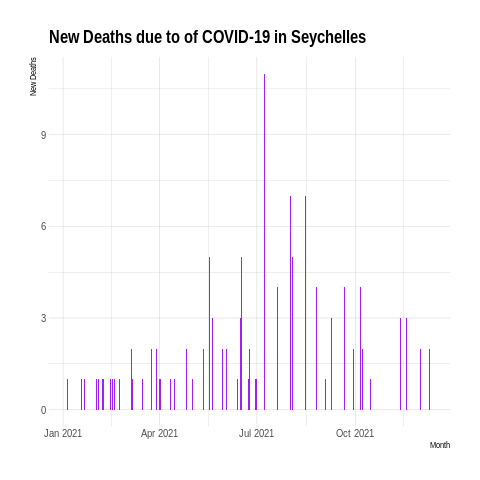 New Deaths due to of COVID-19 in Seychelles
New Deaths
9
6
3
0
Jan 2021 Apr 2021 Jul 2021 Oct 2021
Month